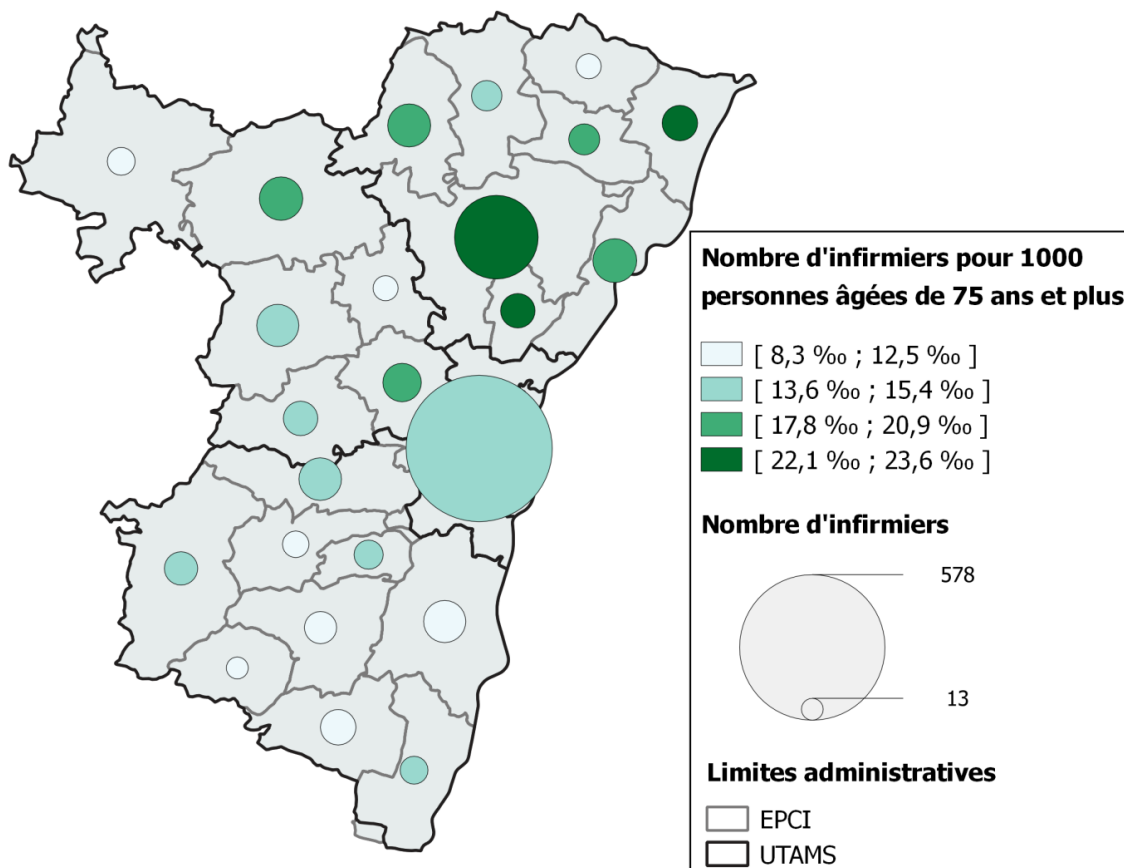 Nombre d'infirmiers pour 1000
personnes âgées de 75 ans et plus
[ 8,3 ‰ ; 12,5 ‰ ]
[ 13,6 ‰ ; 15,4 ‰ ]
[ 17,8 ‰ ; 20,9 ‰ ]
[ 22,1 ‰ ; 23,6 ‰ ]
Nombre d'infirmiers
578
13
Limites administratives
EPCI
UTAMS